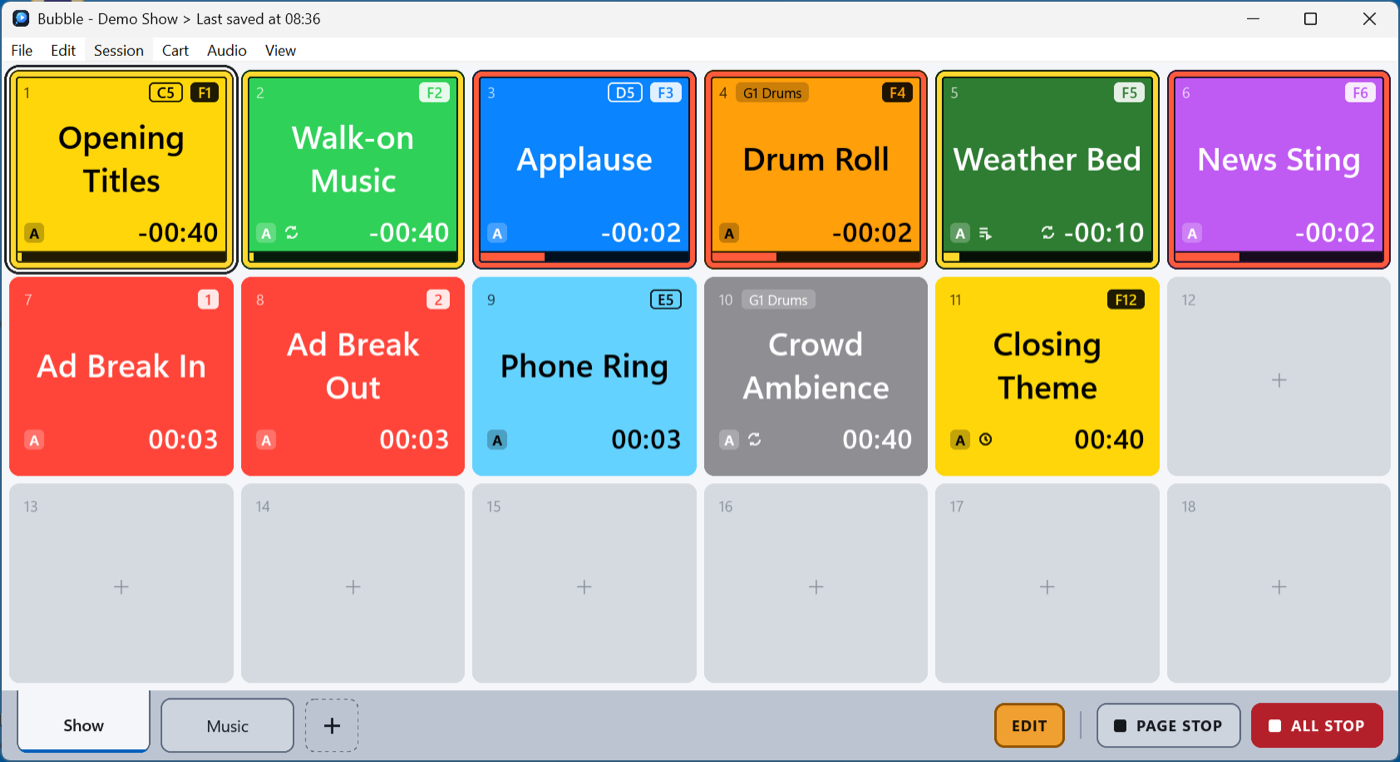 Bubble - Demo Show > Last saved at 08:36
File Edit Session Cart Audio View
1 C5 F1
Opening
Titles
A -00:40
2 F2
Walk-on
Music
A -00:40
3 D5 F3
Applause
A -00:02
4 G1 Drums F4
Drum Roll
A -00:02
5 F5
Weather Bed
A -00:10
6 F6
News Sting
A -00:02
7 1
Ad Break In
A 00:03
8 2
Ad Break
Out
A 00:03
9 E5
Phone Ring
A 00:03
10 G1 Drums
Crowd
Ambience
A 00:40
11 F12
Closing
Theme
A 00:40
12
+
13
+
14
+
15
+
16
+
17
+
18
+
Show Music + EDIT PAGE STOP ALL STOP